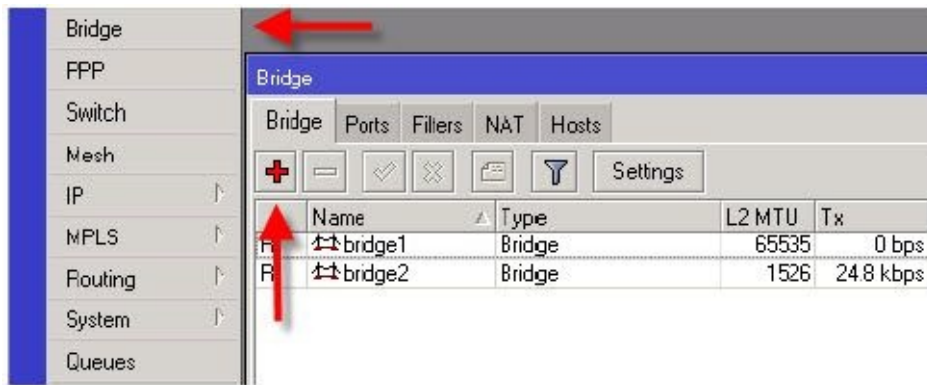 Bridge
PPP
Switch
Mesh
IP
MPLS
Routing
System
Queues
Bridge
Bridge Ports Filters NAT Hosts
Settings
Name Type L2 MTU Tx
R bridge1 Bridge 65535 0 bps
R bridge2 Bridge 1526 24.8 kbps